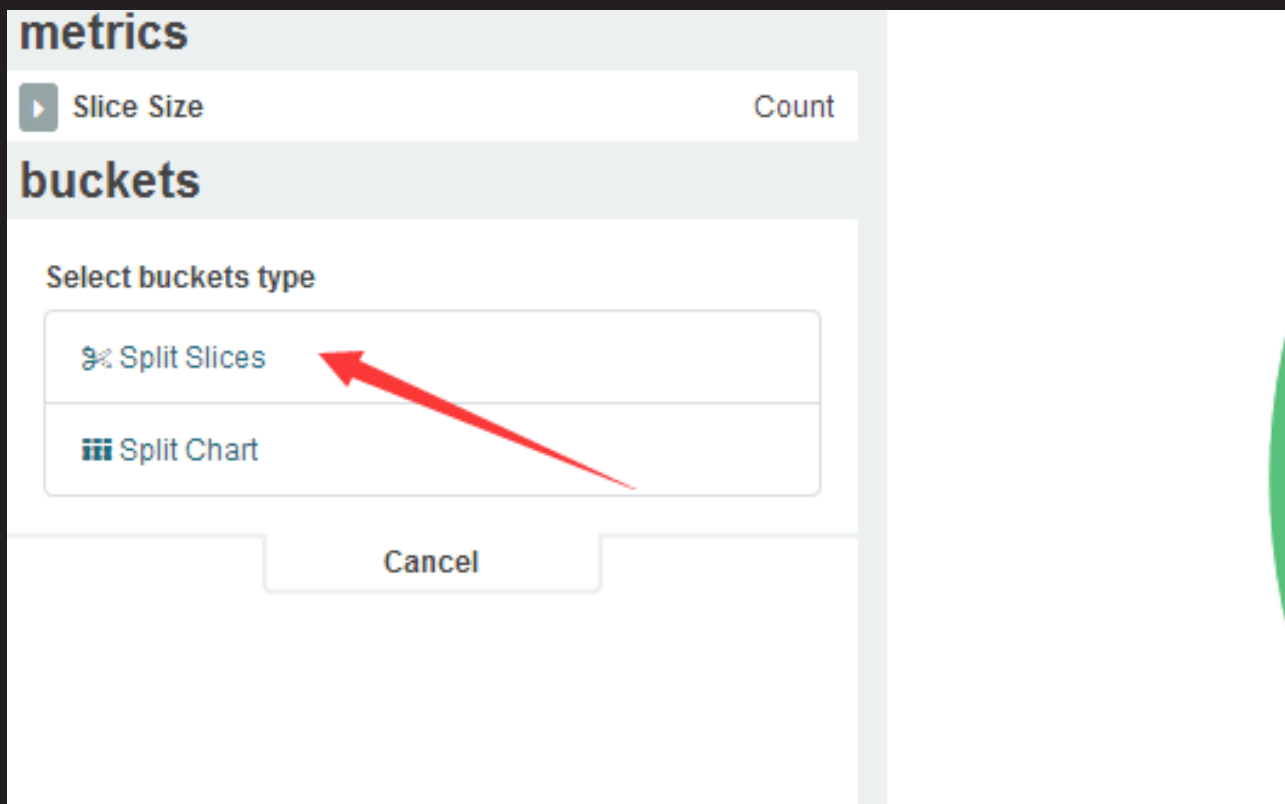 metrics
Slice Size Count
buckets
Select buckets type
Split Slices
Split Chart
Cancel